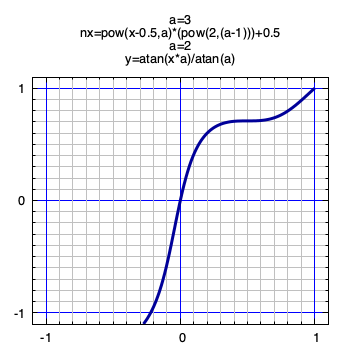 a=3
nx=pow(x-0.5,a)*(pow(2,(a-1)))+0.5
a=2
y=atan(x*a)/atan(a)
1
0
-1
-1
0
1